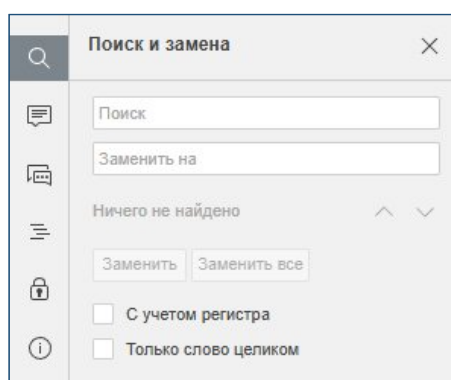 Поиск и замена
Поиск
Заменить на
Ничего не найдено
Заменить Заменить все
С учетом регистра
Только слово целиком